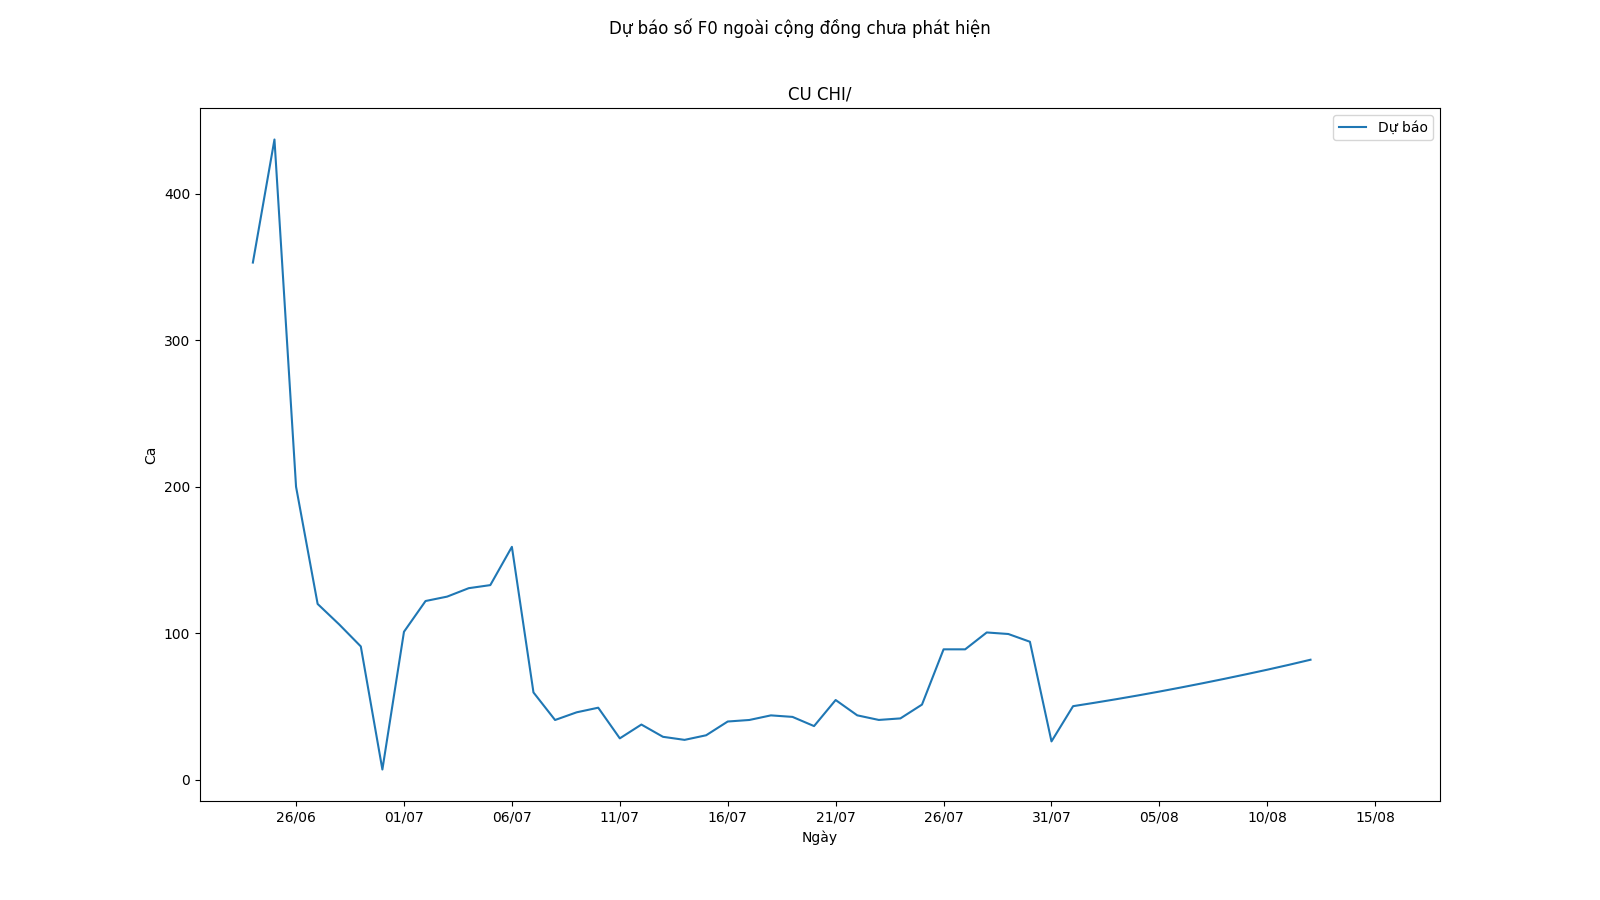 Dự báo số F0 ngoài cộng đồng chưa phát hiện
CU CHI/
Dự báo
400
300
200
100
0
Ca
26/06 01/07 06/07 11/07 16/07 21/07 26/07 31/07 05/08 10/08 15/08
Ngày